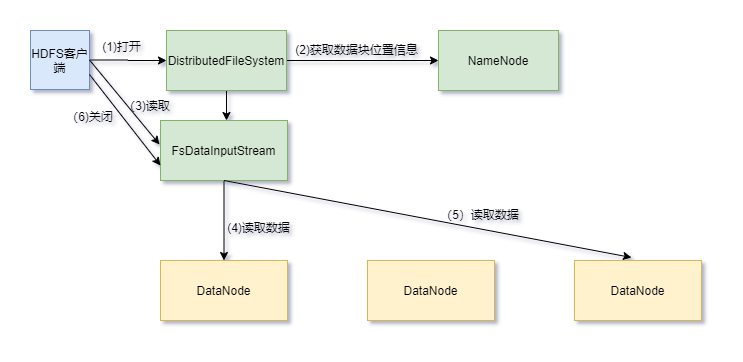 (1)打开
(2)获取数据块位置信息
HDFS客户
端
DistributedFileSystem
NameNode
(3)读取
(6)关闭
FsDataInputStream
(4)读取数据
（5）读取数据
DataNode
DataNode
DataNode